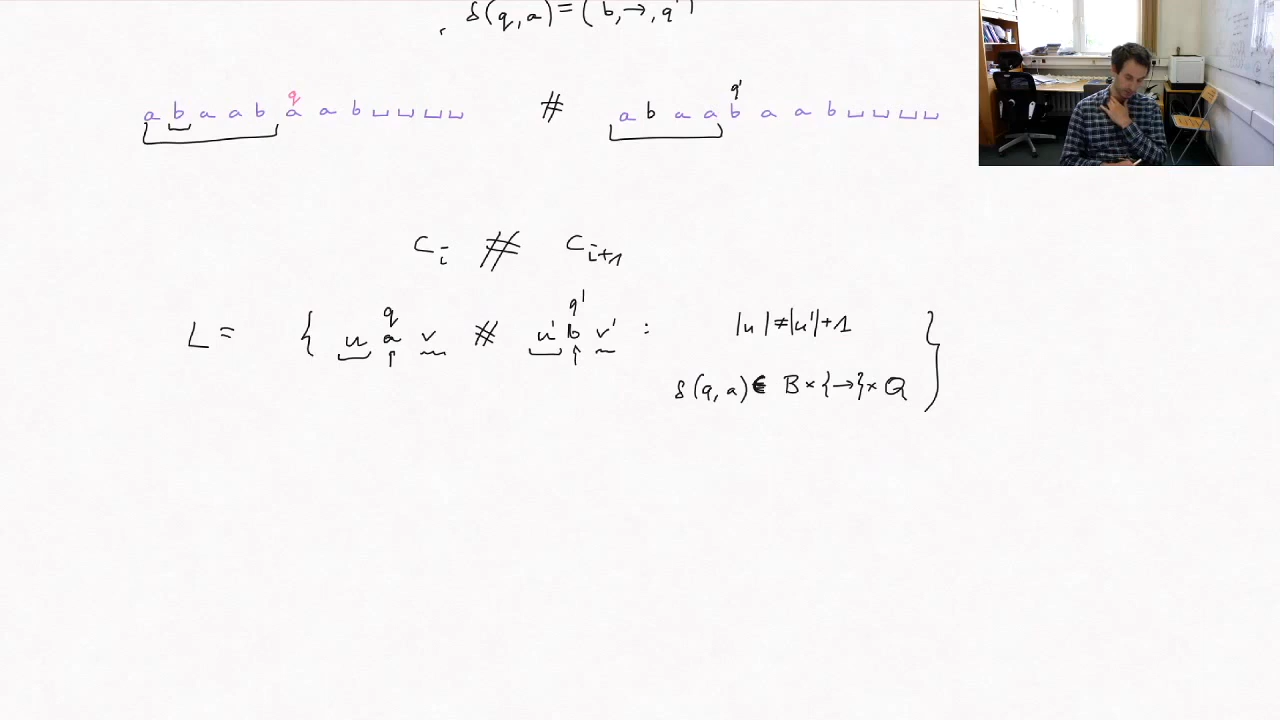 δ(q,a)=(b,→,q')
q
a b a a b a a b ⌴ ⌴ ⌴ ⌴ # a b a a b a a b ⌴ ⌴ ⌴ ⌴
q'
C_i # C_{i+1}
L = { u a v # u' b v' : |u|≠|u'|+1
q q'
δ(q,a)∈ B×{→}×Q }